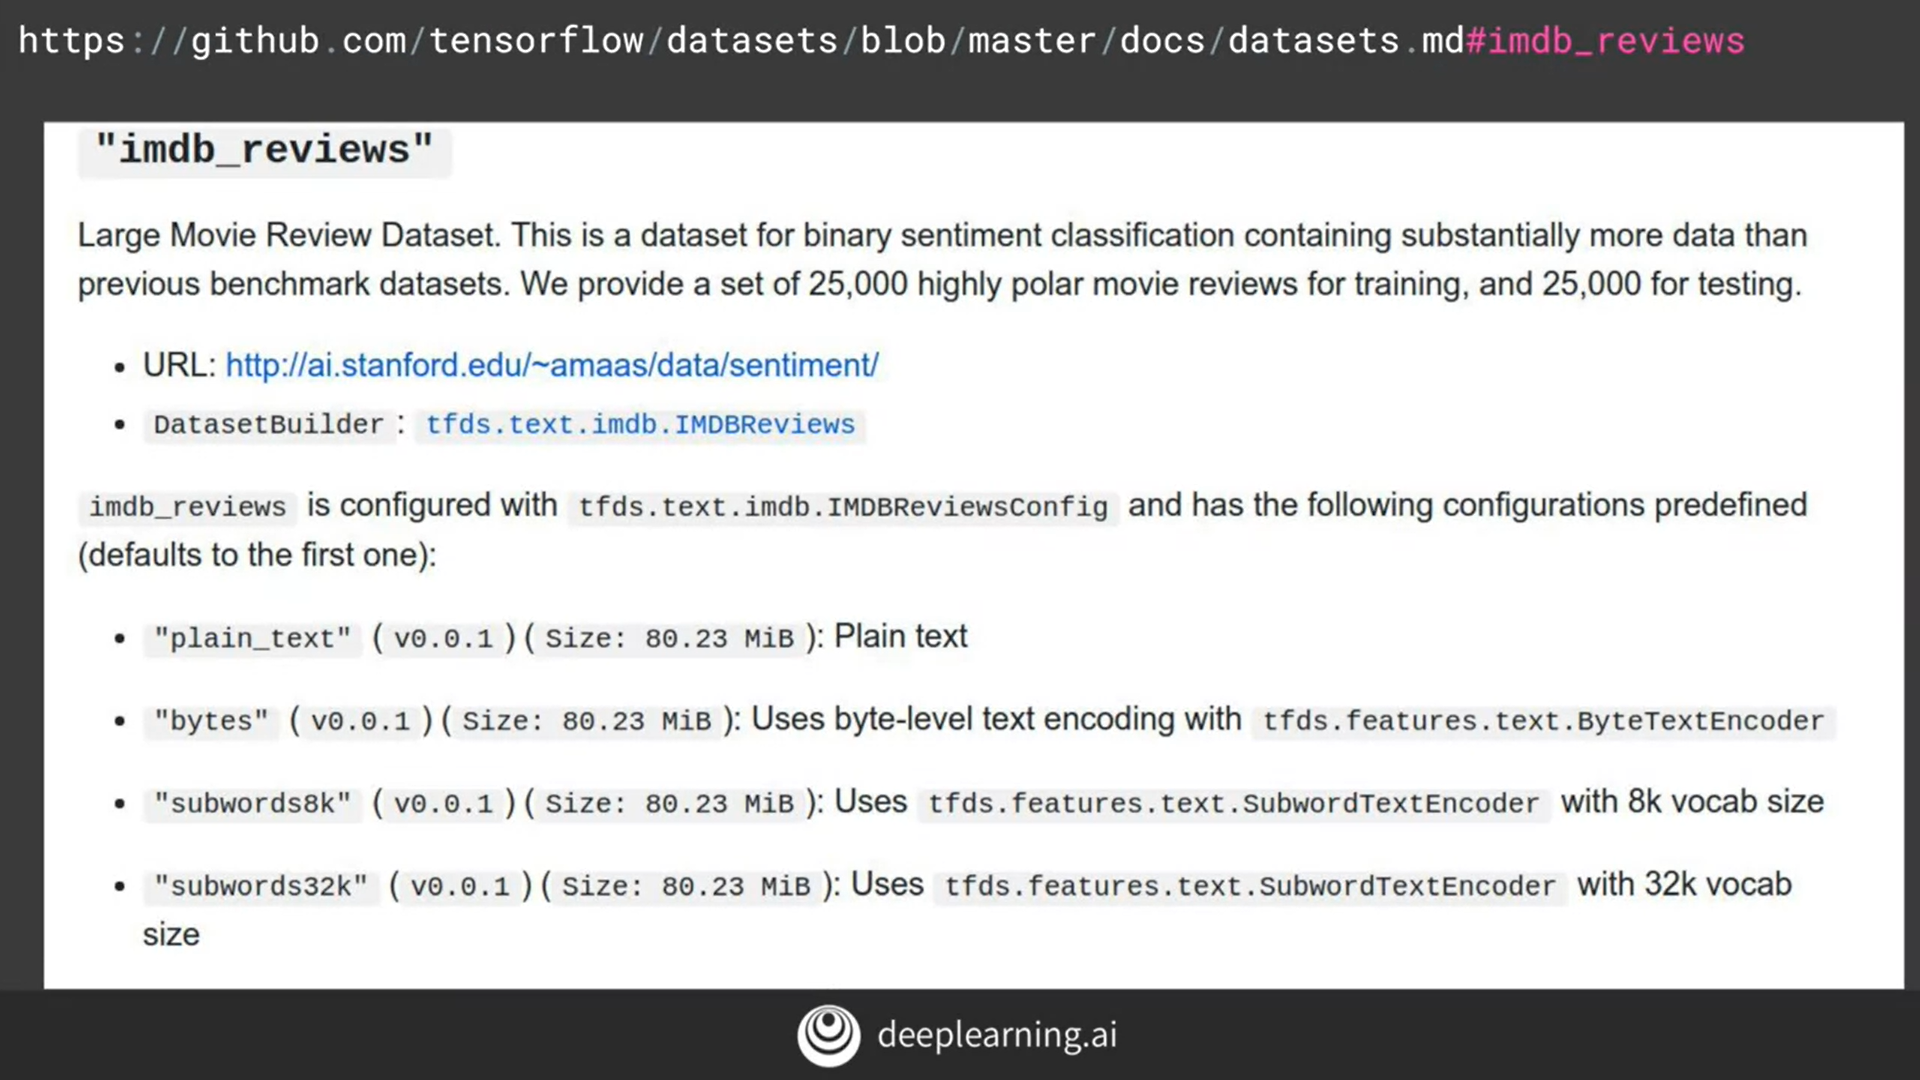 https://github.com/tensorflow/datasets/blob/master/docs/datasets.md#imdb_reviews
"imdb_reviews"
Large Movie Review Dataset. This is a dataset for binary sentiment classification containing substantially more data than
previous benchmark datasets. We provide a set of 25,000 highly polar movie reviews for training, and 25,000 for testing.
• URL: http://ai.stanford.edu/~amaas/data/sentiment/
• DatasetBuilder: tfds.text.imdb.IMDBReviews
imdb_reviews is configured with tfds.text.imdb.IMDBReviewsConfig and has the following configurations predefined
(defaults to the first one):
• "plain_text" (v0.0.1) (Size: 80.23 MiB): Plain text
• "bytes" (v0.0.1) (Size: 80.23 MiB): Uses byte-level text encoding with tfds.features.text.ByteTextEncoder
• "subwords8k" (v0.0.1) (Size: 80.23 MiB): Uses tfds.features.text.SubwordTextEncoder with 8k vocab size
• "subwords32k" (v0.0.1) (Size: 80.23 MiB): Uses tfds.features.text.SubwordTextEncoder with 32k vocab
size
deeplearning.ai